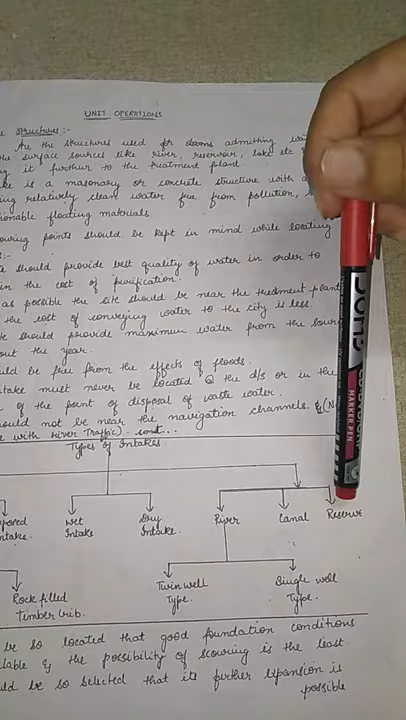 UNIT OPERATIONS
Structures :-
Are the structures used for admitting
the surface sources like river, reservoir, lake etc
it further to the treatment plant
is a masonary or concrete structure with
relatively clean water free from pollution,
floating materials.
points should be kept in mind while locating
should provide best quality of water in order to
in the cost of purification.
as possible the site should be near the treatment plant
the cost of conveying water to the city is less.
should provide maximum water from the
out the year.
be free from the effects of floods.
must never be located @ the d/s or in the
of the point of disposal of waste water.
should not be near the navigation channels. &
with River Traffic). cont...
Types of Intakes
Wet
Intake
Dry
Intake.
River
Canal
Reserve
Rock filled
Timber Crib.
Twin well
Type.
Single well
Type.
be so located that good foundation conditions
& the possibility of scouring is the least
be so selected that its further expansion is
possible
MARKER PEN